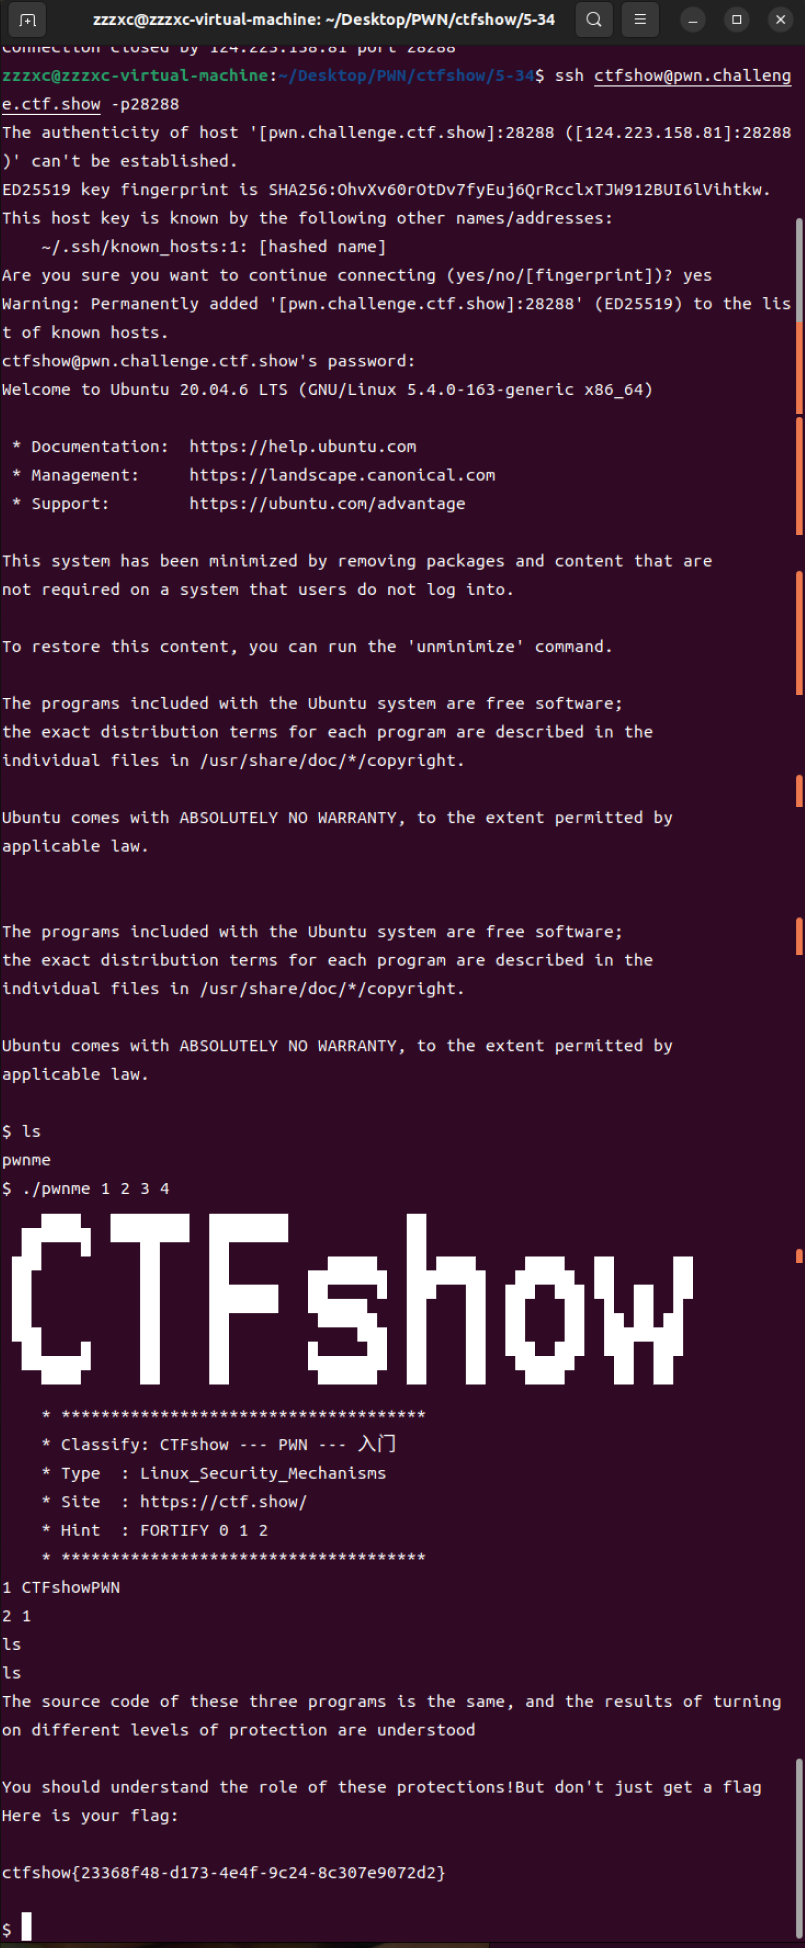 zzzxc@zzzxc-virtual-machine: ~/Desktop/PWN/ctfshow/5-34
Connection closed by 124.223.158.81 port 28288
zzzxc@zzzxc-virtual-machine:~/Desktop/PWN/ctfshow/5-34$ ssh ctfshow@pwn.challeng
e.ctf.show -p28288
The authenticity of host '[pwn.challenge.ctf.show]:28288 ([124.223.158.81]:28288
)' can't be established.
ED25519 key fingerprint is SHA256:OhvXv60rOtDv7fyEuj6QrRcclxTJW912BUI6lVihtkw.
This host key is known by the following other names/addresses:
    ~/.ssh/known_hosts:1: [hashed name]
Are you sure you want to continue connecting (yes/no/[fingerprint])? yes
Warning: Permanently added '[pwn.challenge.ctf.show]:28288' (ED25519) to the lis
t of known hosts.
ctfshow@pwn.challenge.ctf.show's password:
Welcome to Ubuntu 20.04.6 LTS (GNU/Linux 5.4.0-163-generic x86_64)
 * Documentation:  https://help.ubuntu.com
 * Management:     https://landscape.canonical.com
 * Support:        https://ubuntu.com/advantage
This system has been minimized by removing packages and content that are
not required on a system that users do not log into.
To restore this content, you can run the 'unminimize' command.
The programs included with the Ubuntu system are free software;
the exact distribution terms for each program are described in the
individual files in /usr/share/doc/*/copyright.
Ubuntu comes with ABSOLUTELY NO WARRANTY, to the extent permitted by
applicable law.
The programs included with the Ubuntu system are free software;
the exact distribution terms for each program are described in the
individual files in /usr/share/doc/*/copyright.
Ubuntu comes with ABSOLUTELY NO WARRANTY, to the extent permitted by
applicable law.
$ ls
pwnme
$ ./pwnme 1 2 3 4
CTFshow
    * *************************************
    * Classify: CTFshow --- PWN --- 入门
    * Type  : Linux_Security_Mechanisms
    * Site  : https://ctf.show/
    * Hint  : FORTIFY 0 1 2
    * *************************************
1 CTFshowPWN
2 1
ls
ls
The source code of these three programs is the same, and the results of turning
on different levels of protection are understood
You should understand the role of these protections!But don't just get a flag
Here is your flag:
ctfshow{23368f48-d173-4e4f-9c24-8c307e9072d2}
$